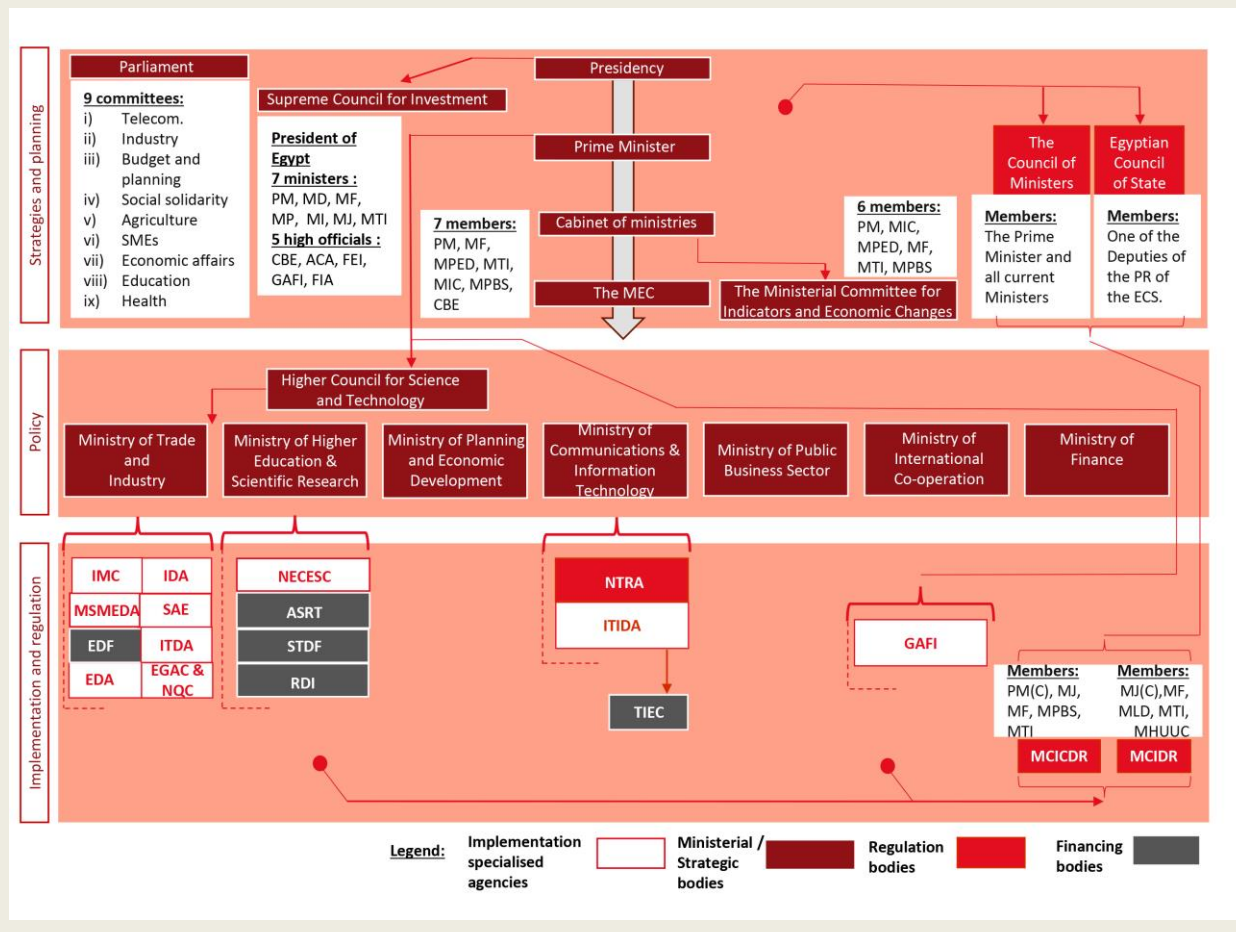 Strategies and planning
Parliament
9 committees:
i) Telecom.
ii) Industry
iii) Budget and
planning
iv) Social solidarity
v) Agriculture
vi) SMEs
vii) Economic affairs
viii) Education
ix) Health
Supreme Council for Investment
President of
Egypt
7 ministers :
PM, MD, MF,
MP, MI, MJ, MTI
5 high officials :
CBE, ACA, FEI,
GAFI, FIA
Presidency
Prime Minister
Cabinet of ministries
The MEC
7 members:
PM, MF,
MPED, MTI,
MIC, MPBS,
CBE
6 members:
PM, MIC,
MPED, MF,
MTI, MPBS
The Ministerial Committee for
Indicators and Economic Changes
The
Council of
Ministers
Members:
The Prime
Minister and
all current
Ministers
Egyptian
Council
of State
Members:
One of the
Deputies of
the PR of
the ECS.
Policy
Higher Council for Science
and Technology
Ministry of Trade
and
Industry
Ministry of Higher
Education &
Scientific Research
Ministry of Planning
and Economic
Development
Ministry of
Communications &
Information
Technology
Ministry of Public
Business Sector
Ministry of
International
Co-operation
Ministry of
Finance
Implementation and regulation
IMC
IDA
MSMEDA
SAE
EDF
ITDA
EDA
EGAC &
NQC
NECESC
ASRT
STDF
RDI
NTRA
ITIDA
TIEC
GAFI
Members:
PM(C), MJ,
MF, MPBS,
MTI
MCICDR
Members:
MJ(C),MF,
MLD, MTI,
MHUUC
MCIDR
Legend:
Implementation
specialised
agencies
Ministerial /
Strategic
bodies
Regulation
bodies
Financing
bodies